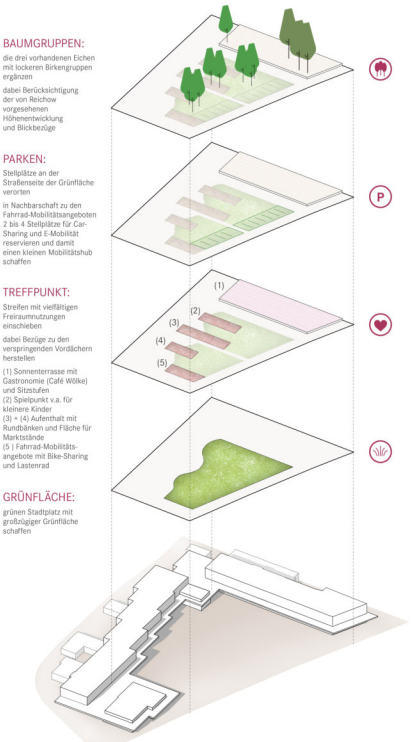 BAUMGRUPPEN:
die drei vorhandenen Eichen
mit lockeren Birkengruppen
ergänzen
dabei Berücksichtigung
der von Reichow
vorgesehenen
Höhenentwicklung
und Blickbezüge
PARKEN:
Stellplätze an der
Straßenseite der Grünfläche
verorten
in Nachbarschaft zu den
Fahrrad-Mobilitätsangeboten
2 bis 4 Stellplätze für Car-
Sharing und E-Mobilität
reservieren und damit
einen kleinen Mobilitätshub
schaffen
P
TREFFPUNKT:
Streifen mit vielfältigen
Freiraumnutzungen
einschieben
dabei Bezüge zu den
verspringenden Vordächern
herstellen
(1) Sonnenterrasse mit
Gastronomie (Café Wölke)
und Sitzstufen
(2) Spielpunkt v.a. für
kleinere Kinder
(3) + (4) Aufenthalt mit
Rundbänken und Fläche für
Marktstände
(5 ) Fahrrad-Mobilitäts-
angebote mit Bike-Sharing
und Lastenrad
(1)
(2)
(3)
(4)
(5)
GRÜNFLÄCHE:
grünen Stadtplatz mit
großzügiger Grünfläche
schaffen